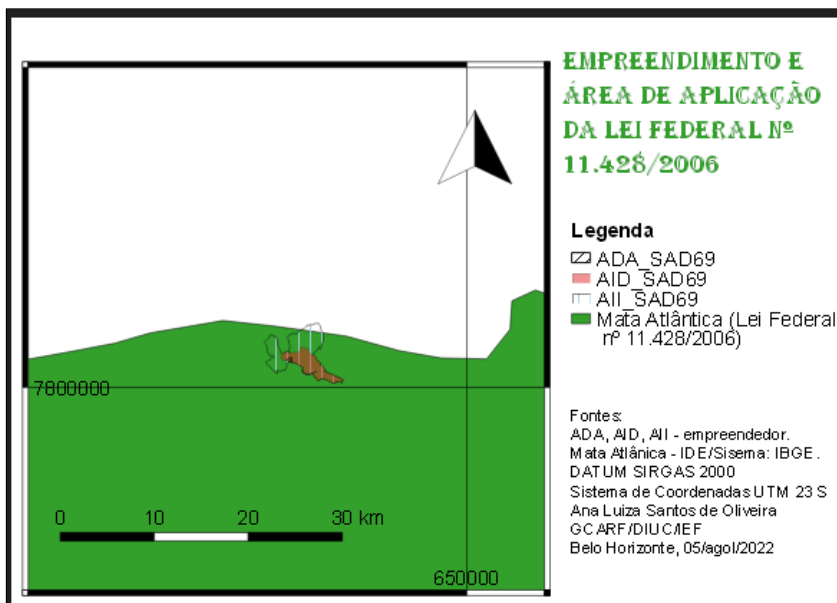 EMPREENDIMENTO E
ÁREA DE APLICAÇÃO
DA LEI FEDERAL Nº
11.428/2006
Legenda
ADA_SAD69
AID_SAD69
AII_SAD69
Mata Atlântica (Lei Federal
nº 11.428/2006)
7800000
0 10 20 30 km
650000
Fontes:
ADA, AID, AII - empreendedor.
Mata Atlânica - IDE/Sisema: IBGE.
DATUM SIRGAS 2000
Sistema de Coordenadas UTM 23 S
Ana Luiza Santos de Oliveira
GCARF/DIUC/IEF
Belo Horizonte, 05/agol/2022